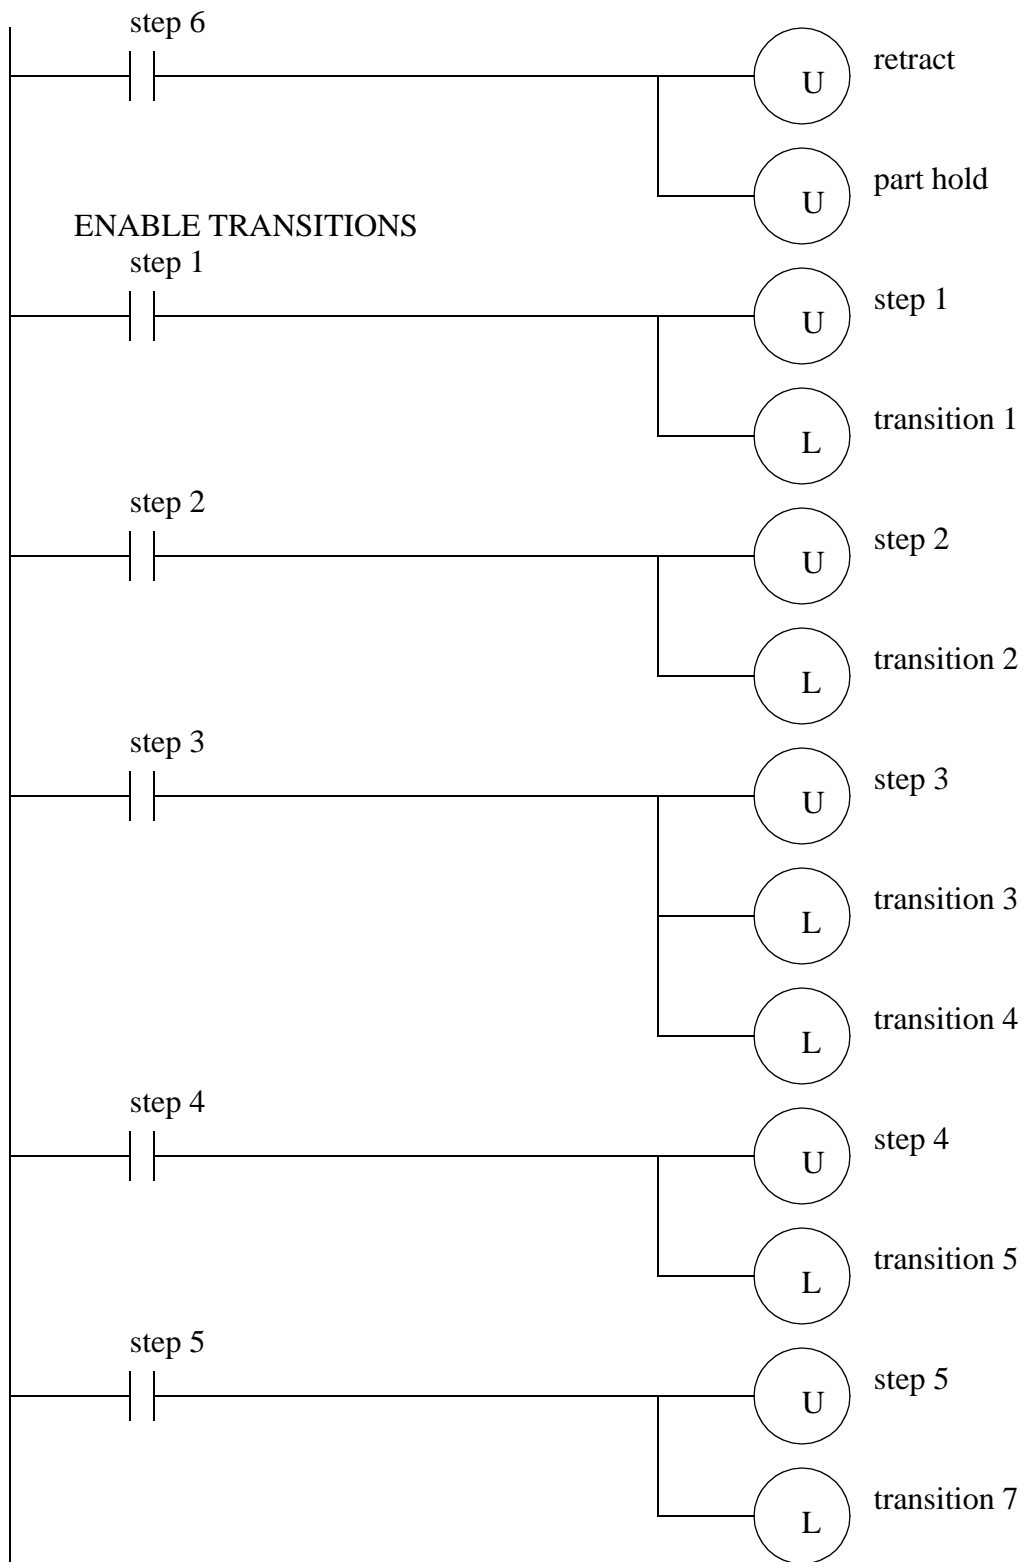 step 6
retract
U
part hold
U
ENABLE TRANSITIONS
step 1
step 1
U
transition 1
L
step 2
step 2
U
transition 2
L
step 3
step 3
U
transition 3
L
transition 4
L
step 4
step 4
U
transition 5
L
step 5
step 5
U
transition 7
L